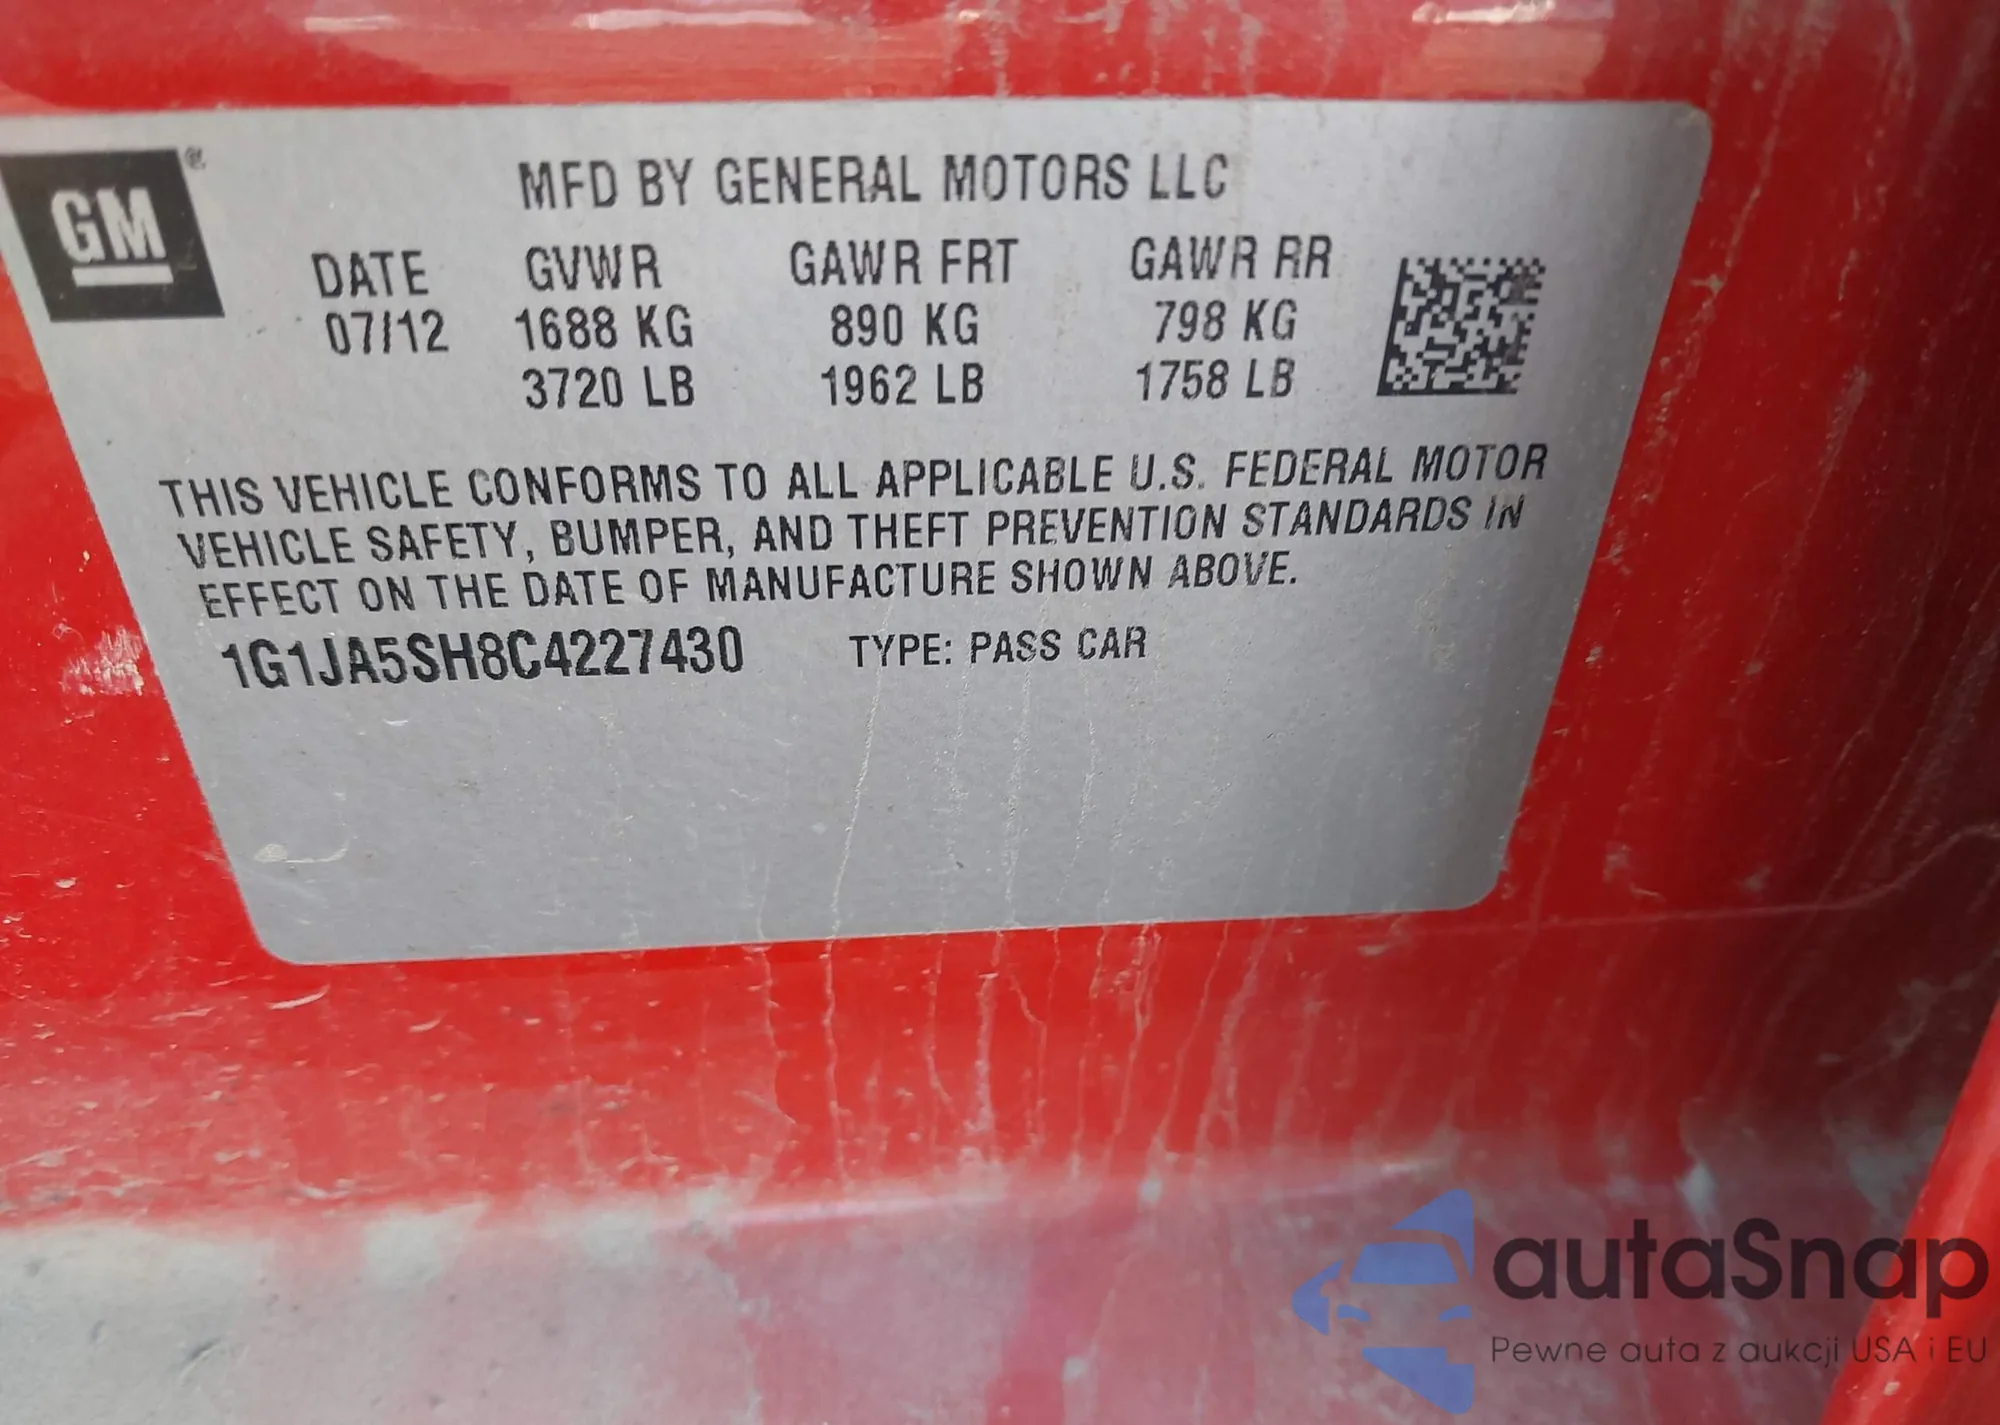 GM ®
MFD BY GENERAL MOTORS LLC
DATE GVWR GAWR FRT GAWR RR
07/12 1688 KG 890 KG 798 KG
3720 LB 1962 LB 1758 LB
THIS VEHICLE CONFORMS TO ALL APPLICABLE U.S. FEDERAL MOTOR
VEHICLE SAFETY, BUMPER, AND THEFT PREVENTION STANDARDS IN
EFFECT ON THE DATE OF MANUFACTURE SHOWN ABOVE.
1G1JA5SH8C4227430 TYPE: PASS CAR
autaSnap
Pewne auta z aukcji USA i EU